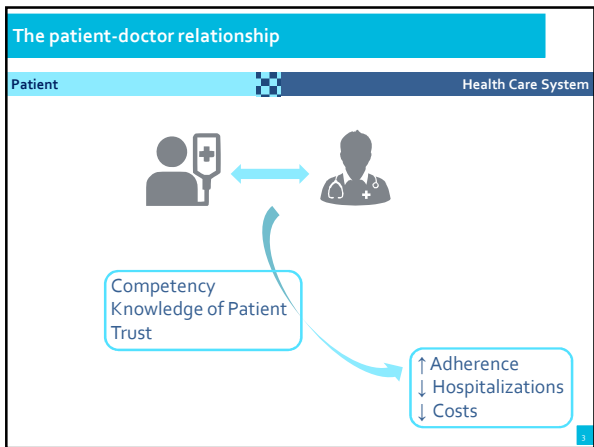 The patient-doctor relationship
Patient
Health Care System
Competency
Knowledge of Patient
Trust
↑ Adherence
↓ Hospitalizations
↓ Costs
3